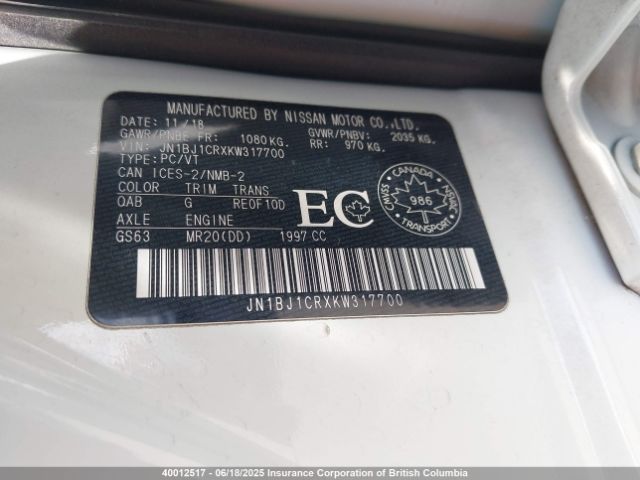 MANUFACTURED BY NISSAN MOTOR CO.,LTD.
DATE: 11/18
GAWR/PNBE FR: 1080 KG. GVWR/PNBV: 2035 KG.
VIN: JN1BJ1CRXKW317700 RR: 970 KG.
TYPE: PC/VT
CAN ICES-2/NMB-2
COLOR TRIM TRANS
QAB G RE0F10D
AXLE ENGINE
GS63 MR20(DD) 1997 CC
EC
CANADA
CMVSS
986
NSVAC
TRANSPORT
JN1BJ1CRXKW317700
40012517 - 06/18/2025 Insurance Corporation of British Columbia